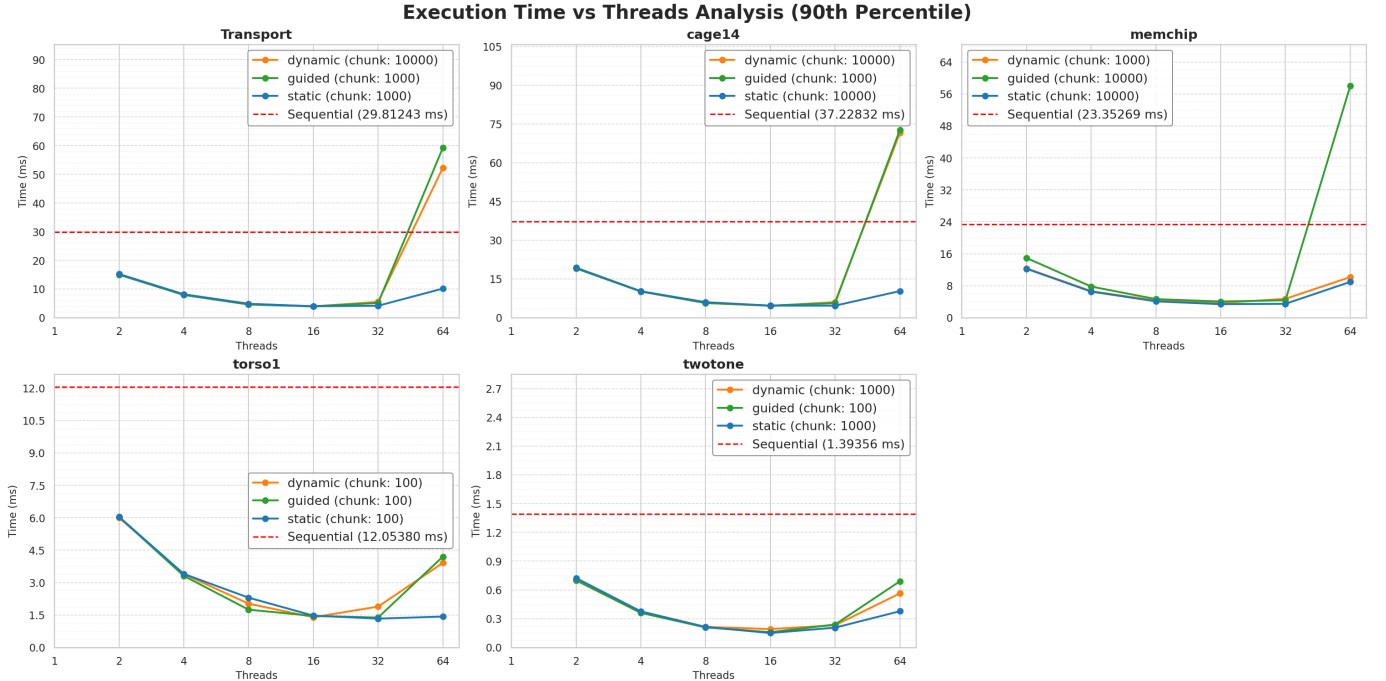 Execution Time vs Threads Analysis (90th Percentile)
Transport
90
80
70
60
50
40
30
20
10
0
Time (ms)
1 2 4 8 16 32 64
Threads
dynamic (chunk: 10000)
guided (chunk: 1000)
static (chunk: 1000)
Sequential (29.81243 ms)
cage14
105
90
75
60
45
30
15
0
Time (ms)
1 2 4 8 16 32 64
Threads
dynamic (chunk: 10000)
guided (chunk: 1000)
static (chunk: 1000)
Sequential (37.22832 ms)
memchip
64
56
48
40
32
24
16
8
0
Time (ms)
1 2 4 8 16 32 64
Threads
dynamic (chunk: 10000)
guided (chunk: 10000)
static (chunk: 10000)
Sequential (23.35269 ms)
torso1
12.0
10.5
9.0
7.5
6.0
4.5
3.0
1.5
0.0
Time (ms)
1 2 4 8 16 32 64
Threads
dynamic (chunk: 100)
guided (chunk: 100)
static (chunk: 100)
Sequential (12.05380 ms)
twotone
2.7
2.4
2.1
1.8
1.5
1.2
0.9
0.6
0.3
0.0
Time (ms)
1 2 4 8 16 32 64
Threads
dynamic (chunk: 1000)
guided (chunk: 100)
static (chunk: 1000)
Sequential (1.39356 ms)